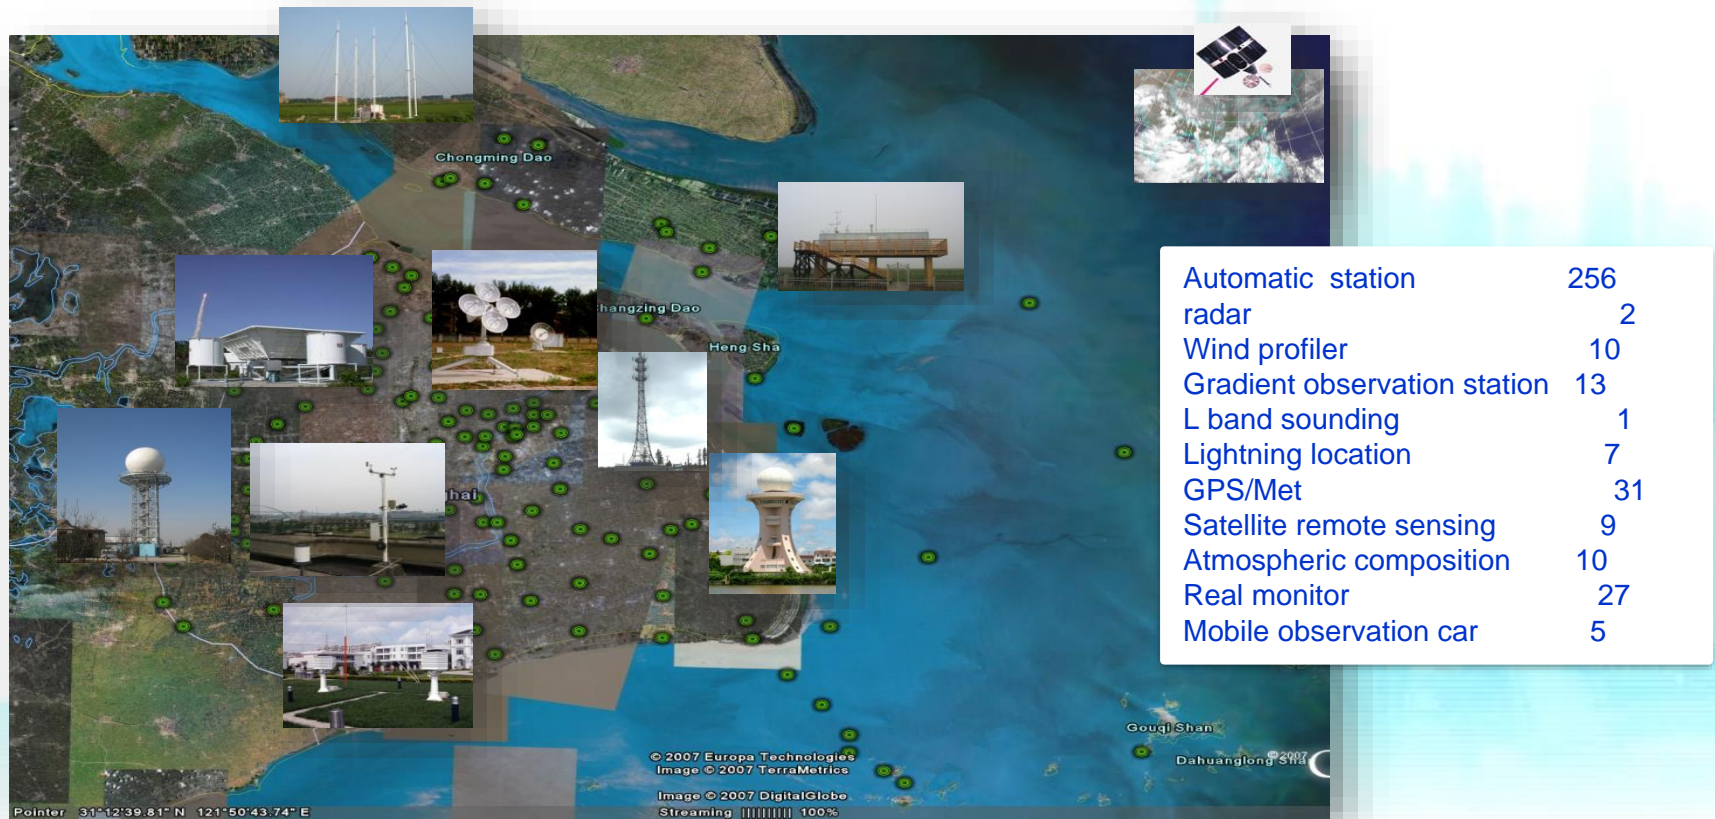 Chongming Dao
hangzing Dao
Heng Sha
hai
Gouqi Shan
Dahuanglong Sha
© 2007 Europa Technologies
Image © 2007 TerraMetrics
Image © 2007 DigitalGlobe
© 2007
Pointer 31°12'39.81" N 121°50'43.74" E
Streaming |||||||||| 100%
Automatic station 256
radar 2
Wind profiler 10
Gradient observation station 13
L band sounding 1
Lightning location 7
GPS/Met 31
Satellite remote sensing 9
Atmospheric composition 10
Real monitor 27
Mobile observation car 5